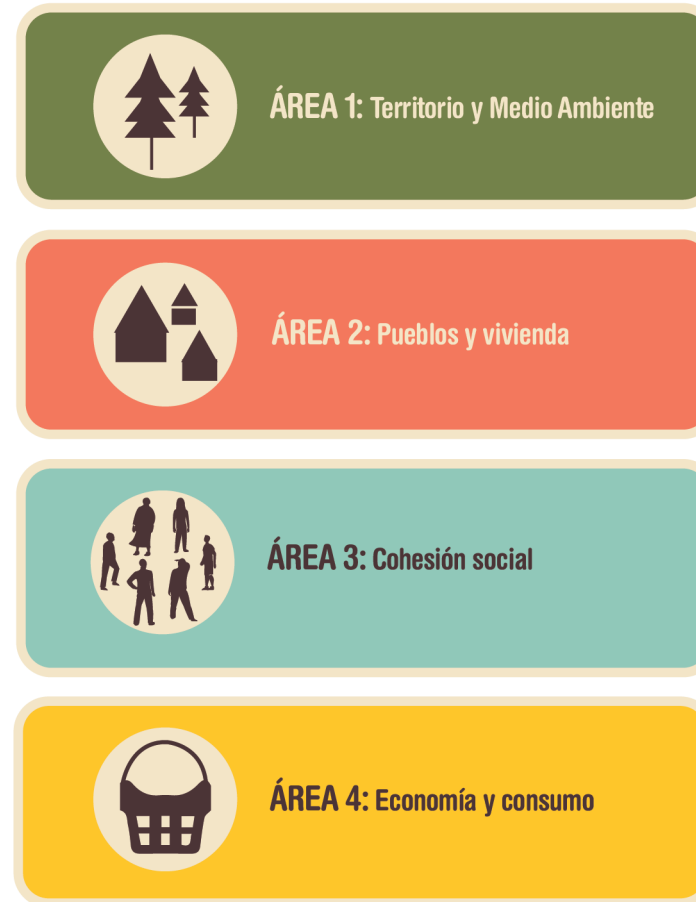 ÁREA 1: Territorio y Medio Ambiente
ÁREA 2: Pueblos y vivienda
ÁREA 3: Cohesión social
ÁREA 4: Economía y consumo